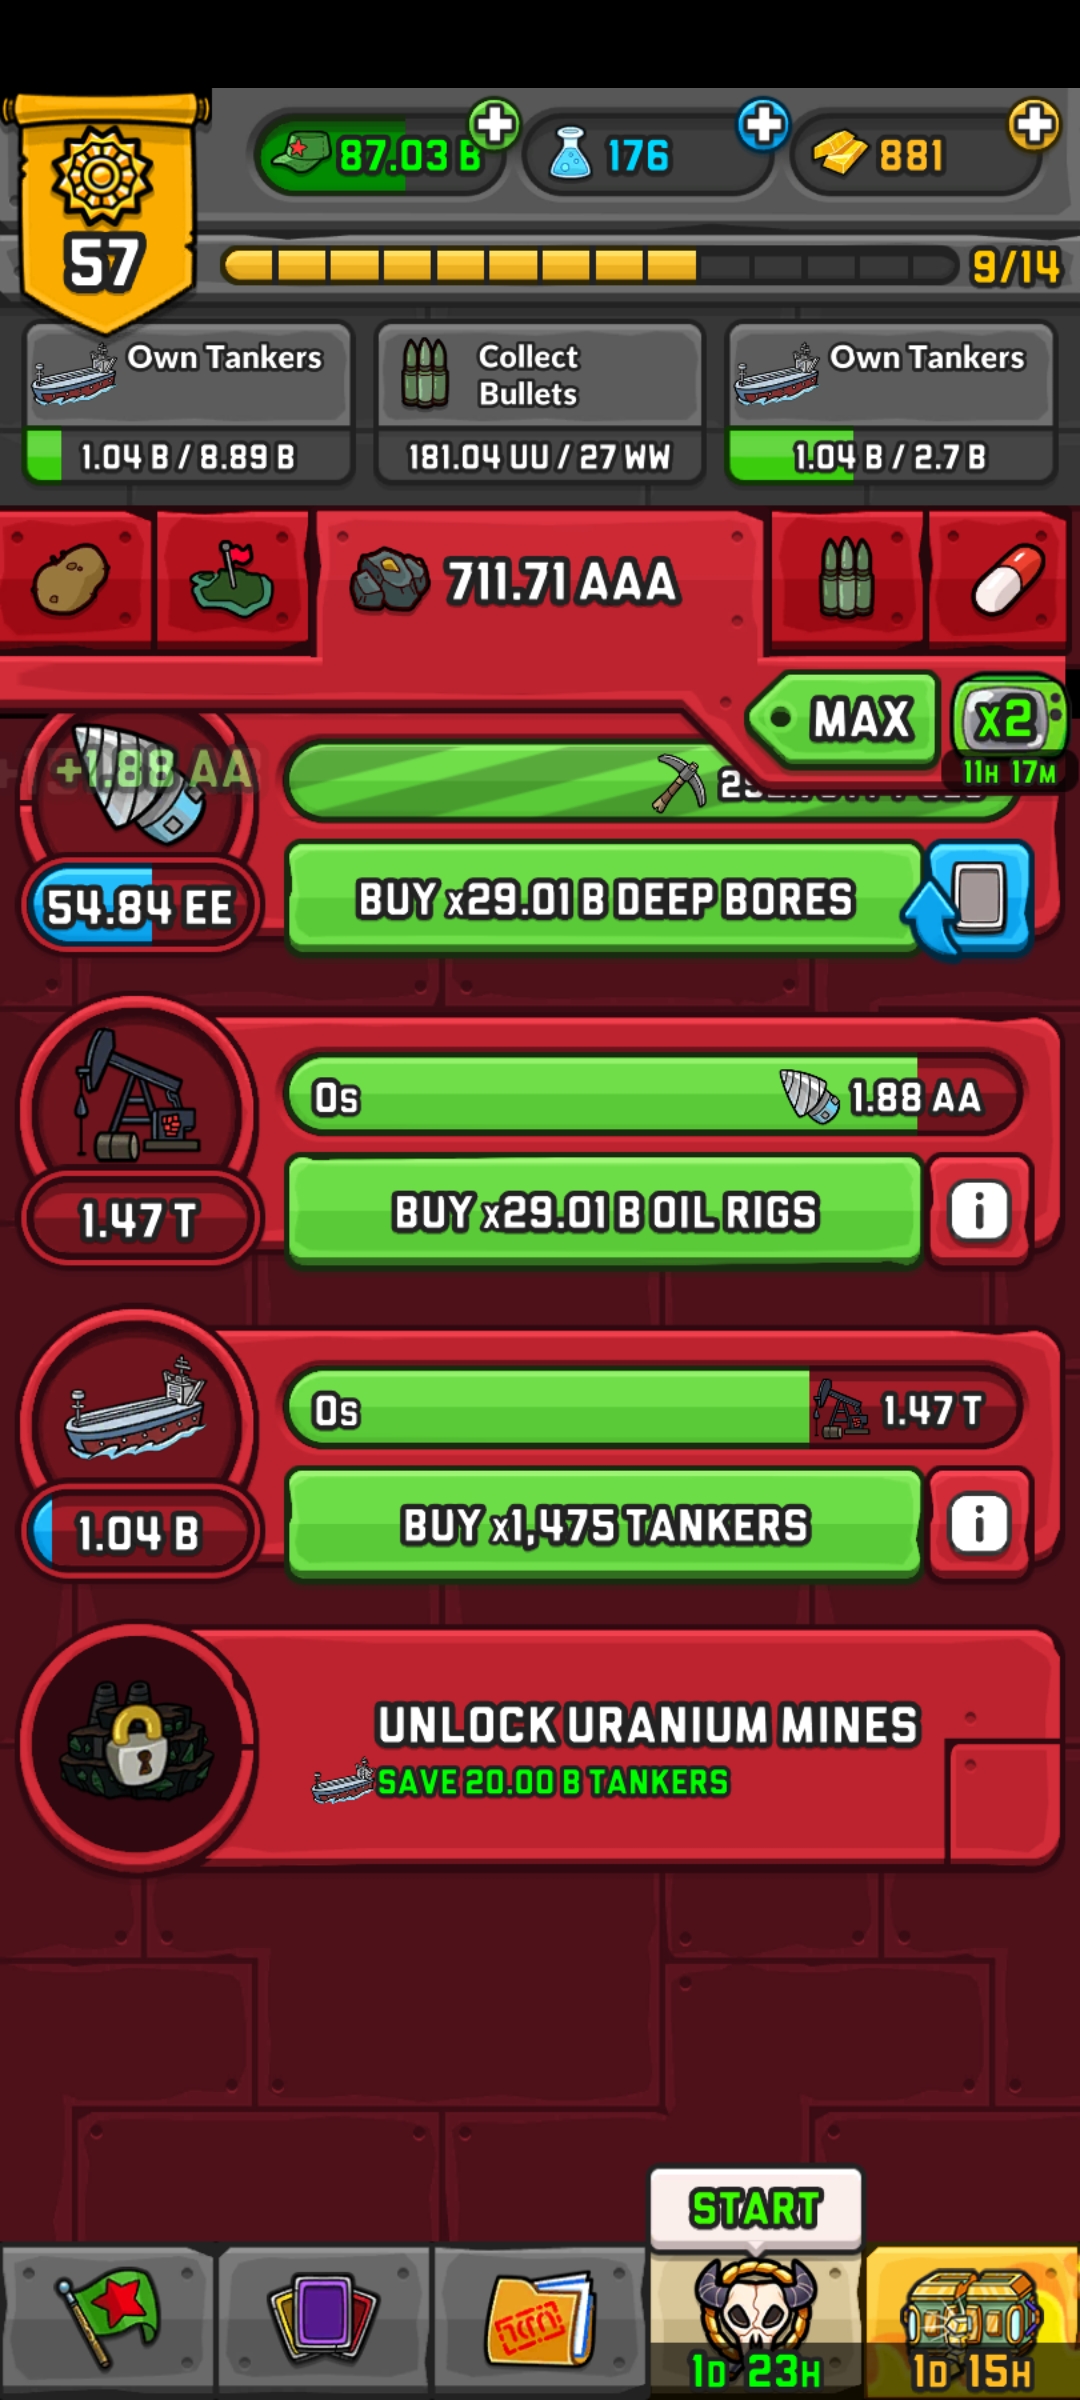 87.03 B
176
881
57
9/14
Own Tankers
1.04 B / 8.89 B
Collect
Bullets
181.04 UU / 27 WW
Own Tankers
1.04 B / 2.7 B
711.71 AAA
MAX
x2
11H 17M
+1.88 AA
54.84 EE
BUY x29.01 B DEEP BORES
0s
1.88 AA
1.47 T
BUY x29.01 B OIL RIGS
i
0s
1.47 T
1.04 B
BUY x1,475 TANKERS
i
UNLOCK URANIUM MINES
SAVE 20.00 B TANKERS
START
1D 23H
1D 15H